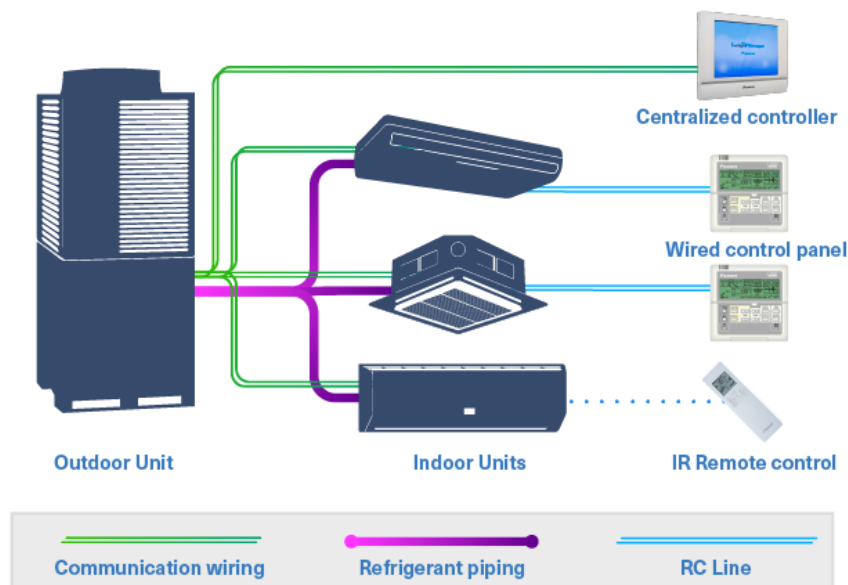 Centralized controller
Wired control panel
Outdoor Unit
Indoor Units
IR Remote control
Communication wiring
Refrigerant piping
RC Line